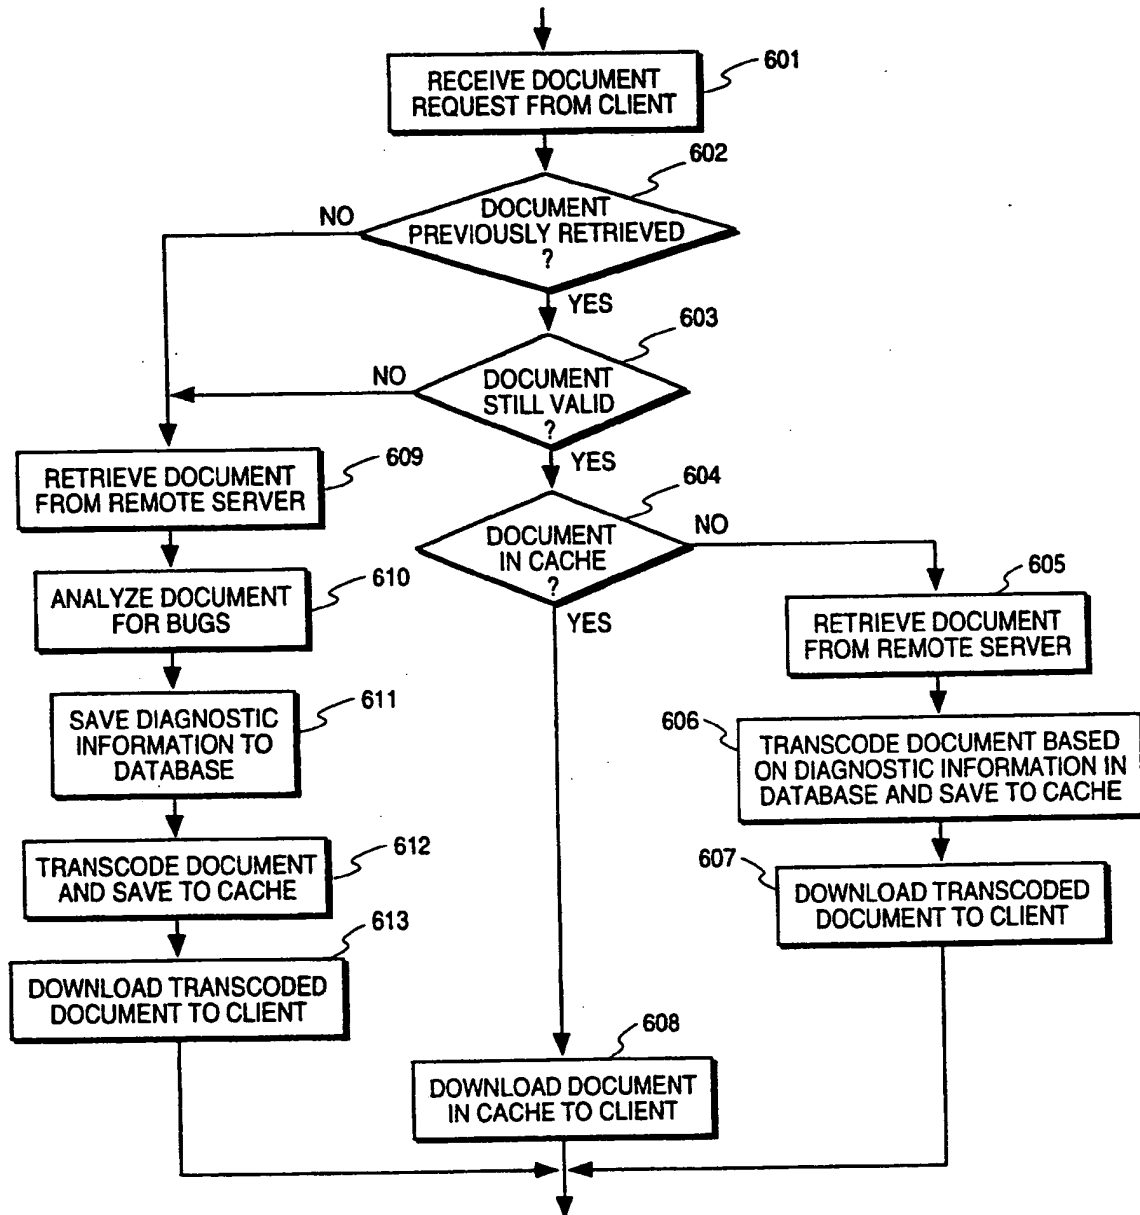 601
RECEIVE DOCUMENT
REQUEST FROM CLIENT
602
NO
DOCUMENT
PREVIOUSLY RETRIEVED
?
YES
603
NO
DOCUMENT
STILL VALID
?
YES
609
RETRIEVE DOCUMENT
FROM REMOTE SERVER
604
NO
DOCUMENT
IN CACHE
?
YES
610
ANALYZE DOCUMENT
FOR BUGS
605
RETRIEVE DOCUMENT
FROM REMOTE SERVER
611
SAVE DIAGNOSTIC
INFORMATION TO
DATABASE
606
TRANSCODE DOCUMENT BASED
ON DIAGNOSTIC INFORMATION IN
DATABASE AND SAVE TO CACHE
612
TRANSCODE DOCUMENT
AND SAVE TO CACHE
607
DOWNLOAD TRANSCODED
DOCUMENT TO CLIENT
613
DOWNLOAD TRANSCODED
DOCUMENT TO CLIENT
608
DOWNLOAD DOCUMENT
IN CACHE TO CLIENT